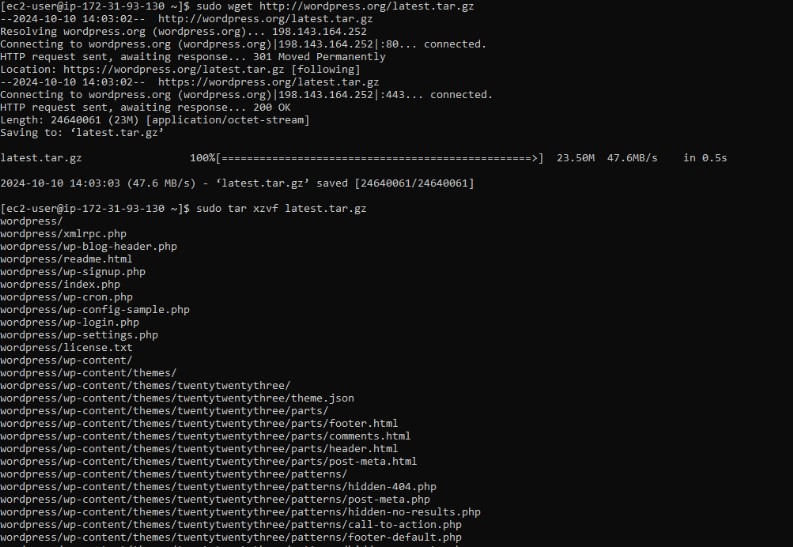 [ec2-user@ip-172-31-93-130 ~]$ sudo wget http://wordpress.org/latest.tar.gz
--2024-10-10 14:03:02--  http://wordpress.org/latest.tar.gz
Resolving wordpress.org (wordpress.org)... 198.143.164.252
Connecting to wordpress.org (wordpress.org)|198.143.164.252|:80... connected.
HTTP request sent, awaiting response... 301 Moved Permanently
Location: https://wordpress.org/latest.tar.gz [following]
--2024-10-10 14:03:02--  https://wordpress.org/latest.tar.gz
Connecting to wordpress.org (wordpress.org)|198.143.164.252|:443... connected.
HTTP request sent, awaiting response... 200 OK
Length: 24640061 (23M) [application/octet-stream]
Saving to: ‘latest.tar.gz’
latest.tar.gz                 100%[=================================================>]  23.50M  47.6MB/s    in 0.5s
2024-10-10 14:03:03 (47.6 MB/s) - ‘latest.tar.gz’ saved [24640061/24640061]
[ec2-user@ip-172-31-93-130 ~]$ sudo tar xzvf latest.tar.gz
wordpress/
wordpress/xmlrpc.php
wordpress/wp-blog-header.php
wordpress/readme.html
wordpress/wp-signup.php
wordpress/index.php
wordpress/wp-cron.php
wordpress/wp-config-sample.php
wordpress/wp-login.php
wordpress/wp-settings.php
wordpress/license.txt
wordpress/wp-content/
wordpress/wp-content/themes/
wordpress/wp-content/themes/twentytwentythree/
wordpress/wp-content/themes/twentytwentythree/theme.json
wordpress/wp-content/themes/twentytwentythree/parts/
wordpress/wp-content/themes/twentytwentythree/parts/footer.html
wordpress/wp-content/themes/twentytwentythree/parts/comments.html
wordpress/wp-content/themes/twentytwentythree/parts/header.html
wordpress/wp-content/themes/twentytwentythree/parts/post-meta.html
wordpress/wp-content/themes/twentytwentythree/patterns/
wordpress/wp-content/themes/twentytwentythree/patterns/hidden-404.php
wordpress/wp-content/themes/twentytwentythree/patterns/post-meta.php
wordpress/wp-content/themes/twentytwentythree/patterns/hidden-no-results.php
wordpress/wp-content/themes/twentytwentythree/patterns/call-to-action.php
wordpress/wp-content/themes/twentytwentythree/patterns/footer-default.php